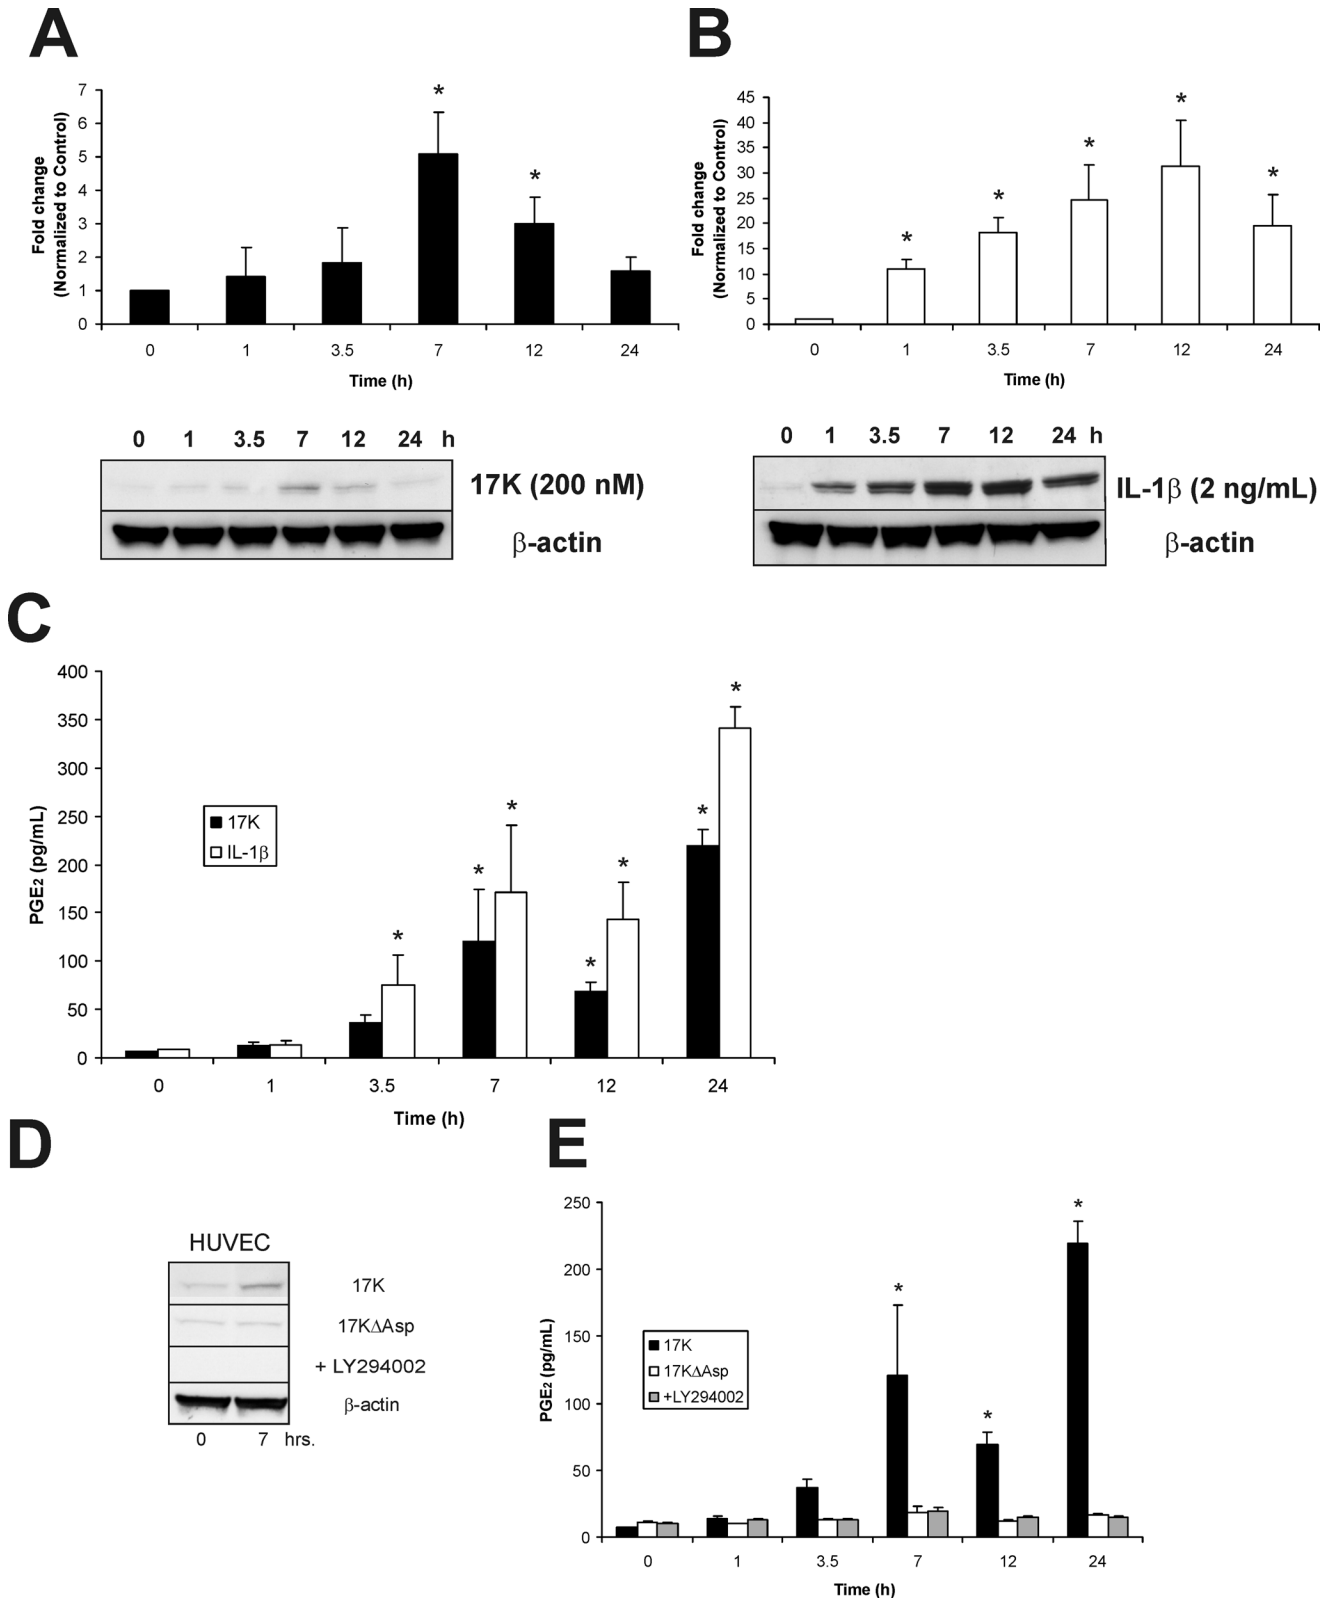 A
Fold change
(Normalized to Control)
7
6
5
4
3
2
1
0
*
*
0 1 3.5 7 12 24
Time (h)
0 1 3.5 7 12 24 h
17K (200 nM)
β-actin
B
Fold change
(Normalized to Control)
45
40
35
30
25
20
15
10
5
0
*
*
*
*
*
0 1 3.5 7 12 24
Time (h)
0 1 3.5 7 12 24 h
IL-1β (2 ng/mL)
β-actin
C
PGE2 (pg/mL)
400
350
300
250
200
150
100
50
0
17K
IL-1β
*
*
*
*
*
*
*
0 1 3.5 7 12 24
Time (h)
D
HUVEC
17K
17KΔAsp
+ LY294002
β-actin
0 7 hrs.
E
PGE2 (pg/mL)
250
200
150
100
50
0
17K
17KΔAsp
+LY294002
*
*
*
0 1 3.5 7 12 24
Time (h)